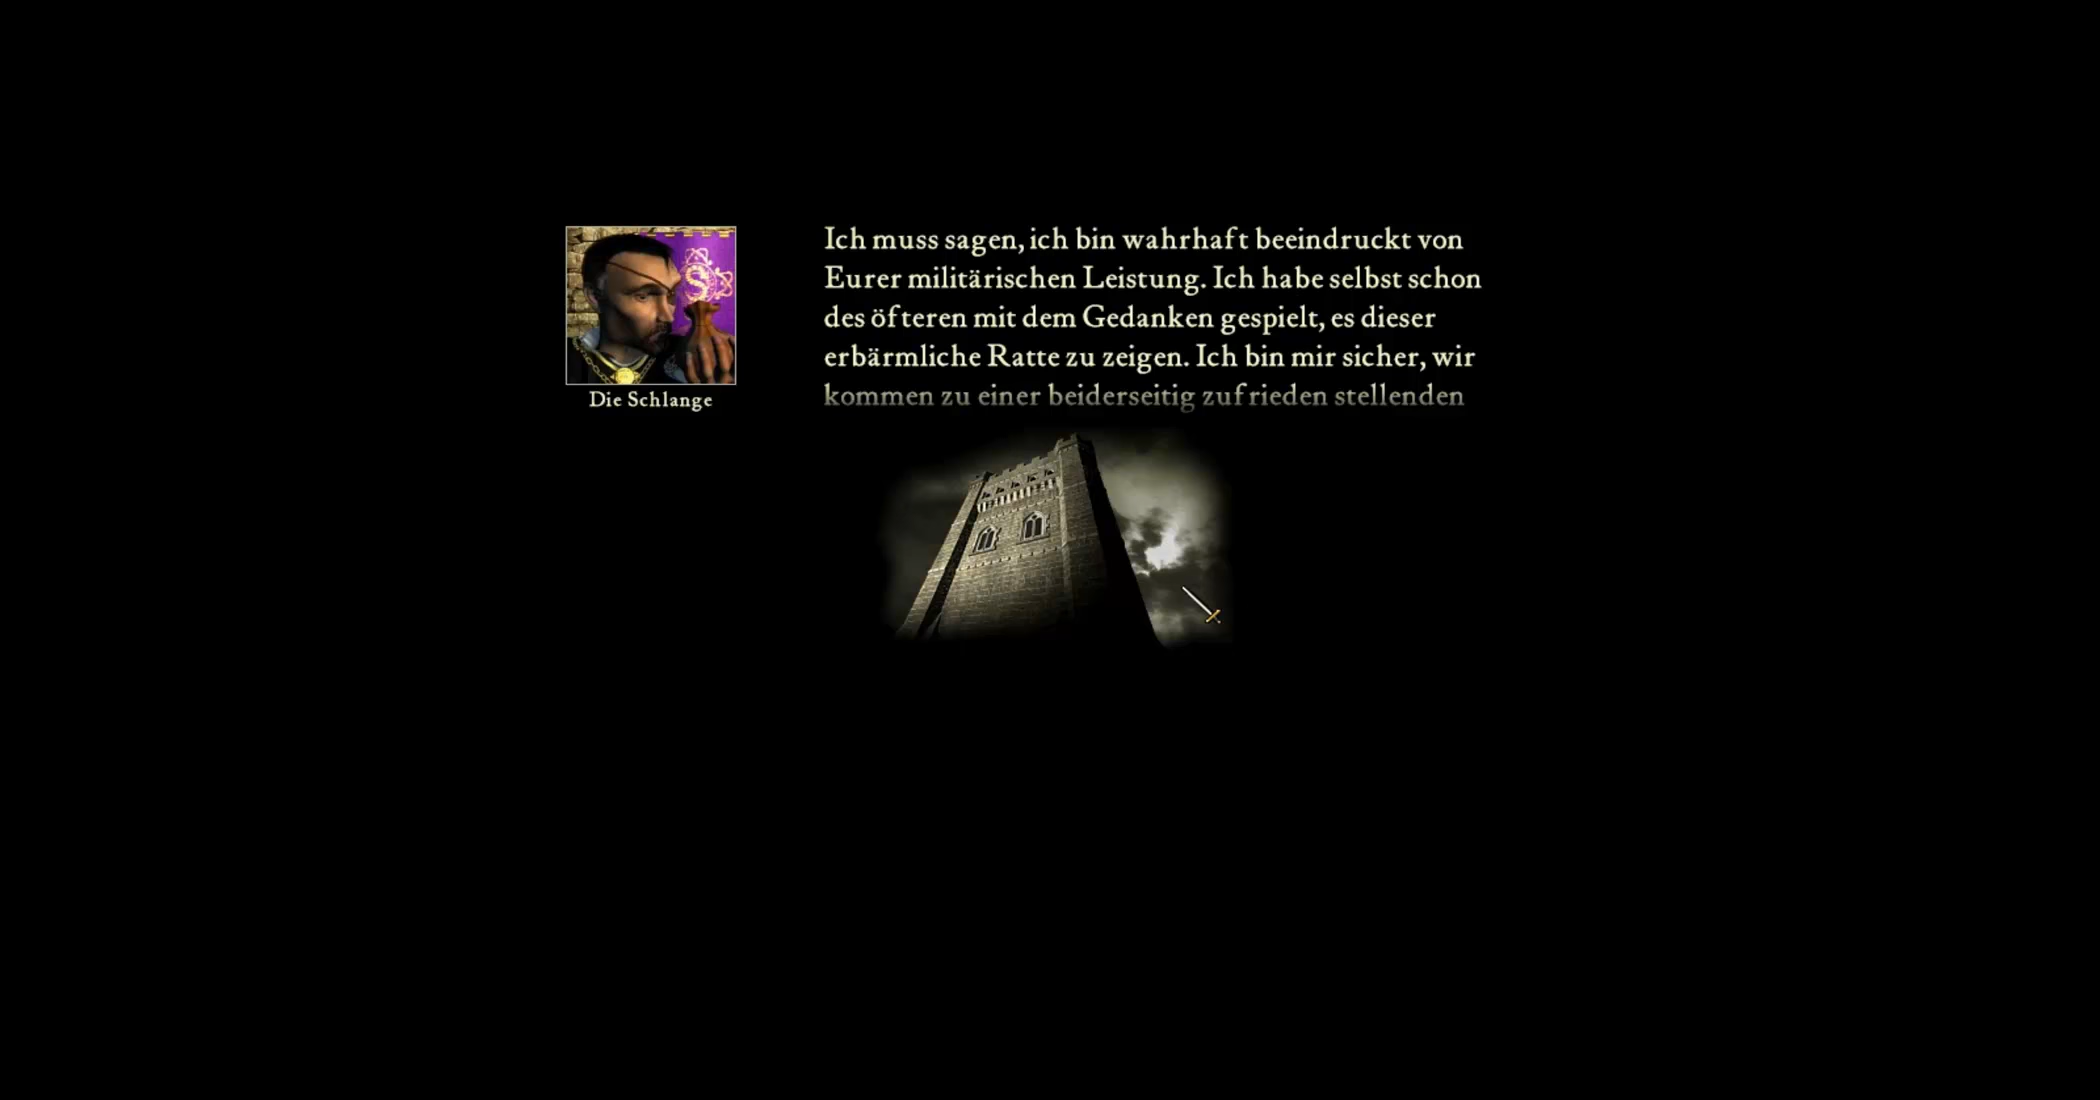 Ich muss sagen, ich bin wahrhaft beeindruckt von
Eurer militärischen Leistung. Ich habe selbst schon
des öfteren mit dem Gedanken gespielt, es dieser
erbärmliche Ratte zu zeigen. Ich bin mir sicher, wir
kommen zu einer beiderseitig zufrieden stellenden
S
Die Schlange